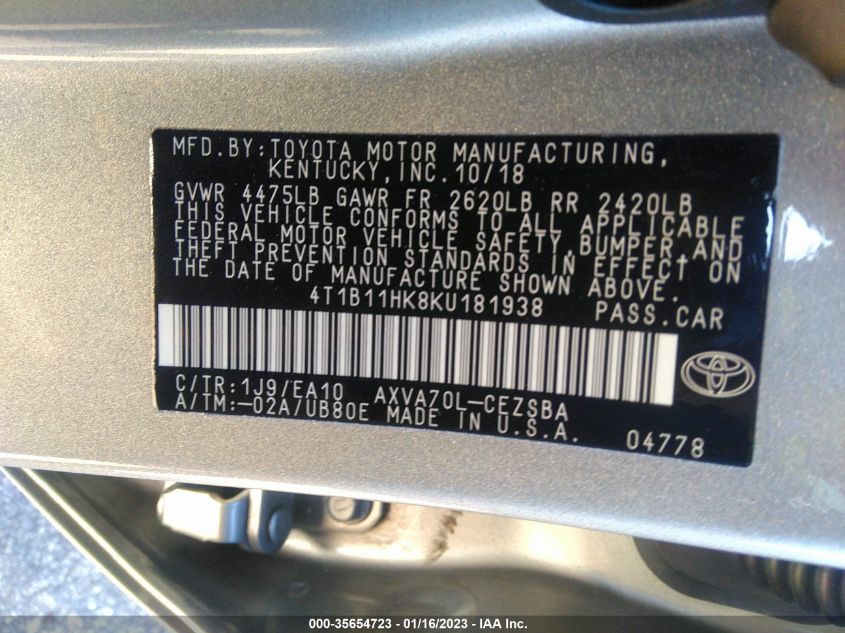 MFD.BY:TOYOTA MOTOR MANUFACTURING,
KENTUCKY, INC. 10/18
GVWR 4475LB GAWR FR 2620LB RR 2420LB
THIS VEHICLE CONFORMS TO ALL APPLICABLE
FEDERAL MOTOR VEHICLE SAFETY, BUMPER, AND
THEFT PREVENTION STANDARDS IN EFFECT ON
THE DATE OF MANUFACTURE SHOWN ABOVE.
4T1B11HK8KU181938 PASS.CAR
C/TR:1J9/EA10 AXVA70L-CEZSBA
A/TM:-02A/UB80E MADE IN U.S.A. 04778
000-35654723 - 01/16/2023 - IAA Inc.